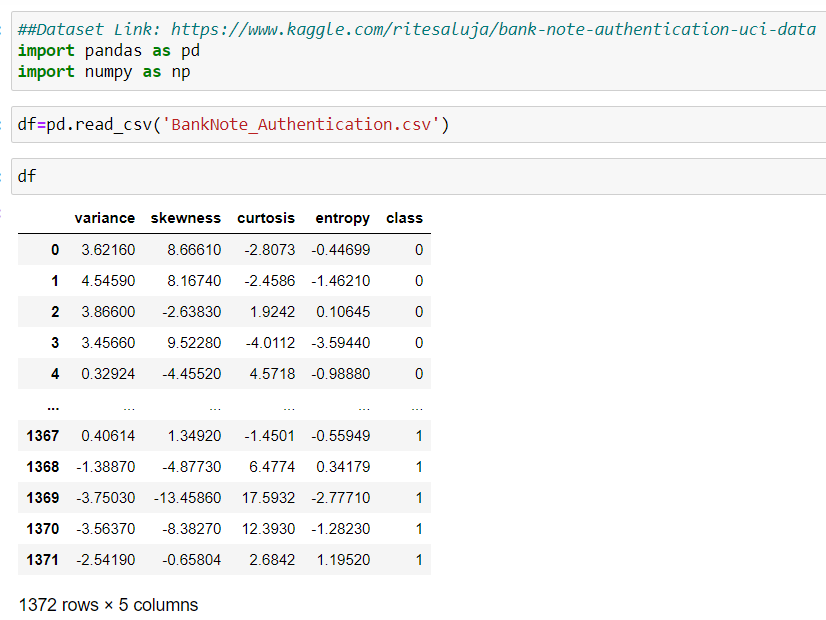 ##Dataset Link: https://www.kaggle.com/ritesaluja/bank-note-authentication-uci-data
import pandas as pd
import numpy as np
df=pd.read_csv('BankNote_Authentication.csv')
df
variance skewness curtosis entropy class
0 3.62160 8.66610 -2.8073 -0.44699 0
1 4.54590 8.16740 -2.4586 -1.46210 0
2 3.86600 -2.63830 1.9242 0.10645 0
3 3.45660 9.52280 -4.0112 -3.59440 0
4 0.32924 -4.45520 4.5718 -0.98880 0
... ... ... ... ... ...
1367 0.40614 1.34920 -1.4501 -0.55949 1
1368 -1.38870 -4.87730 6.4774 0.34179 1
1369 -3.75030 -13.45860 17.5932 -2.77710 1
1370 -3.56370 -8.38270 12.3930 -1.28230 1
1371 -2.54190 -0.65804 2.6842 1.19520 1
1372 rows × 5 columns